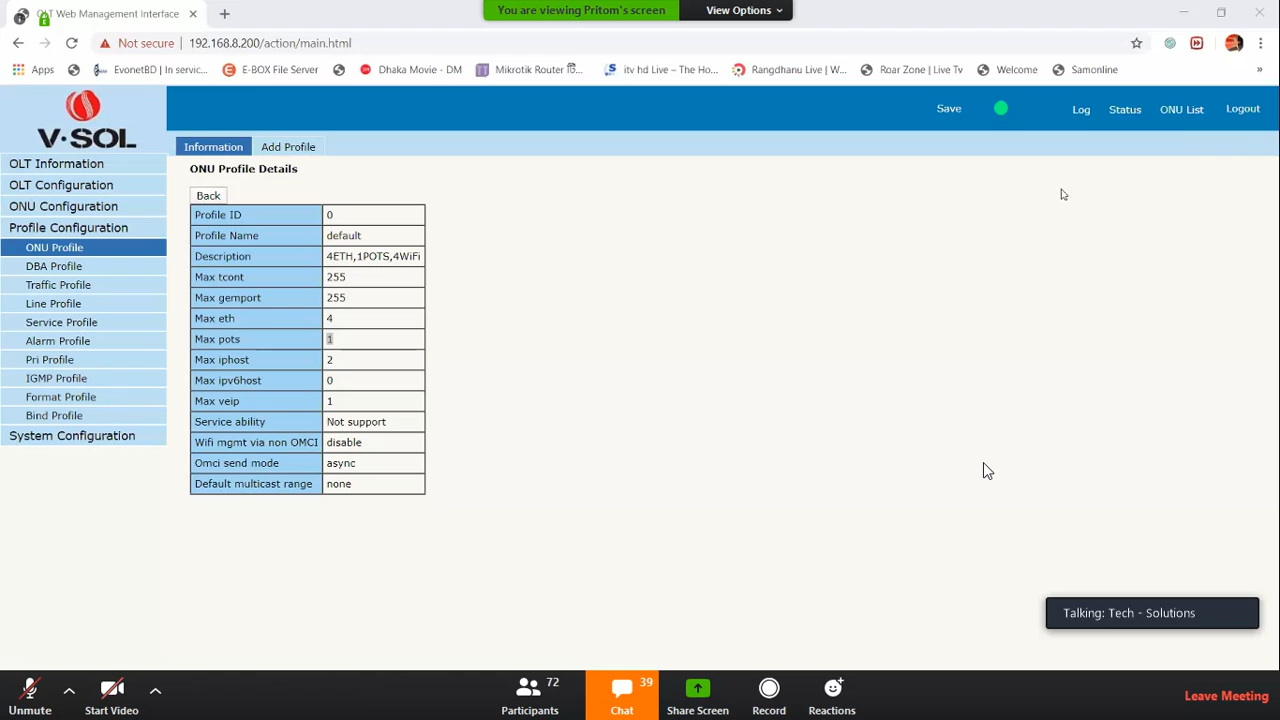 OLT Web Management Interface
You are viewing Pritom's screen
View Options
Not secure
192.168.8.200/action/main.html
Apps
EvonetBD | In servic...
E-BOX File Server
Dhaka Movie - DM
Mikrotik Router
itv hd Live – The Ho...
Rangdhanu Live | W...
Roar Zone | Live Tv
Welcome
Samonline
»
V·SOL
Save
Log
Status
ONU List
Logout
OLT Information
OLT Configuration
ONU Configuration
Profile Configuration
ONU Profile
DBA Profile
Traffic Profile
Line Profile
Service Profile
Alarm Profile
Pri Profile
IGMP Profile
Format Profile
Bind Profile
System Configuration
Information
Add Profile
ONU Profile Details
Back
Profile ID 0
Profile Name default
Description 4ETH,1POTS,4WiFi
Max tcont 255
Max gemport 255
Max eth 4
Max pots 1
Max iphost 2
Max ipv6host 0
Max veip 1
Service ability Not support
Wifi mgmt via non OMCI disable
Omci send mode async
Default multicast range none
Talking: Tech - Solutions
Unmute
Start Video
72
Participants
39
Chat
Share Screen
Record
Reactions
Leave Meeting